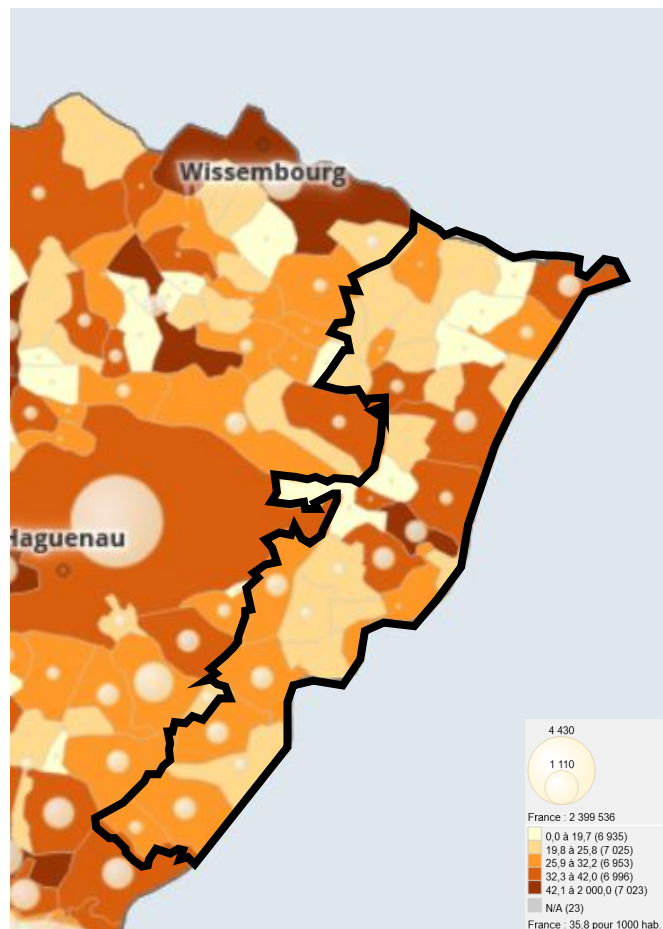 Wissembourg
Haguenau
4 430
1 110
France : 2 399 536
0,0 à 19,7 (6 935)
19,8 à 25,8 (7 025)
25,9 à 32,2 (6 953)
32,3 à 42,0 (6 996)
42,1 à 2 000,0 (7 023)
N/A (23)
France : 35,8 pour 1000 hab.